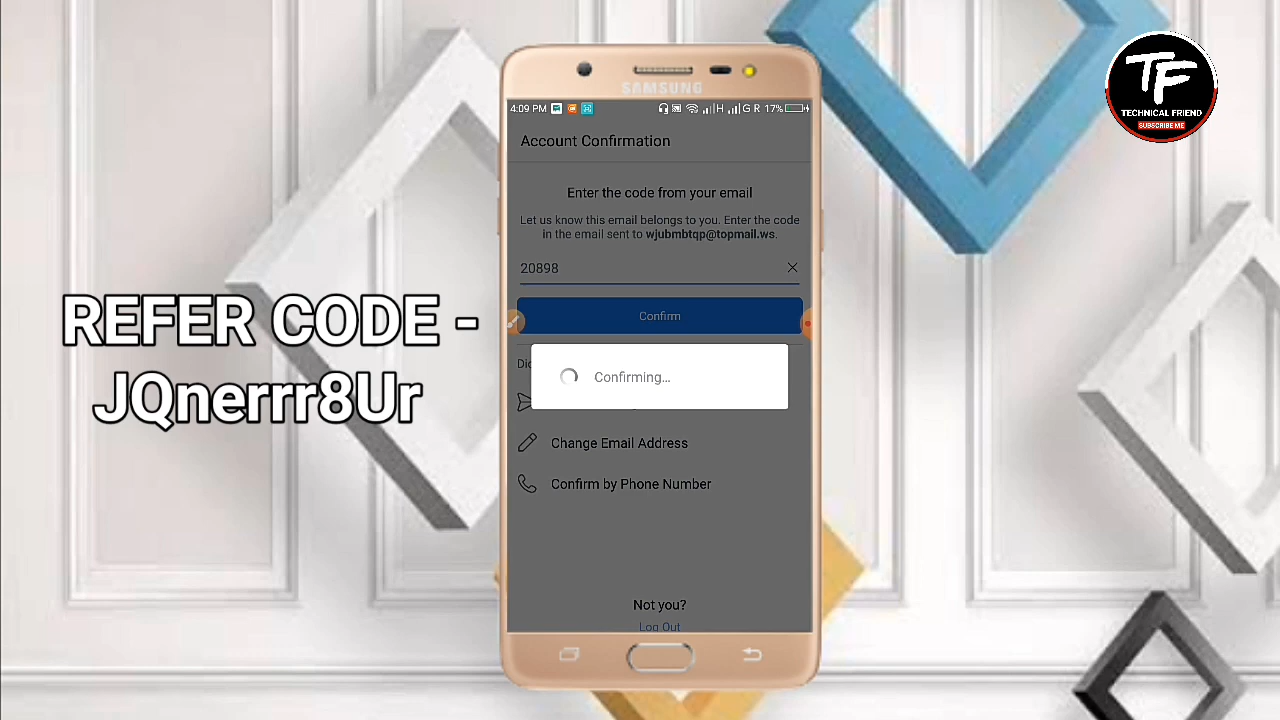 TF
TECHNICAL FRIEND
SUBSCRIBE ME
REFER CODE -
JQnerrr8Ur
SAMSUNG
4:09 PM
H
G R 17%
Account Confirmation
Enter the code from your email
Let us know this email belongs to you. Enter the code
in the email sent to wjubmbtqp@topmail.ws.
20898
Confirm
Confirming...
Change Email Address
Confirm by Phone Number
Not you?
Log Out